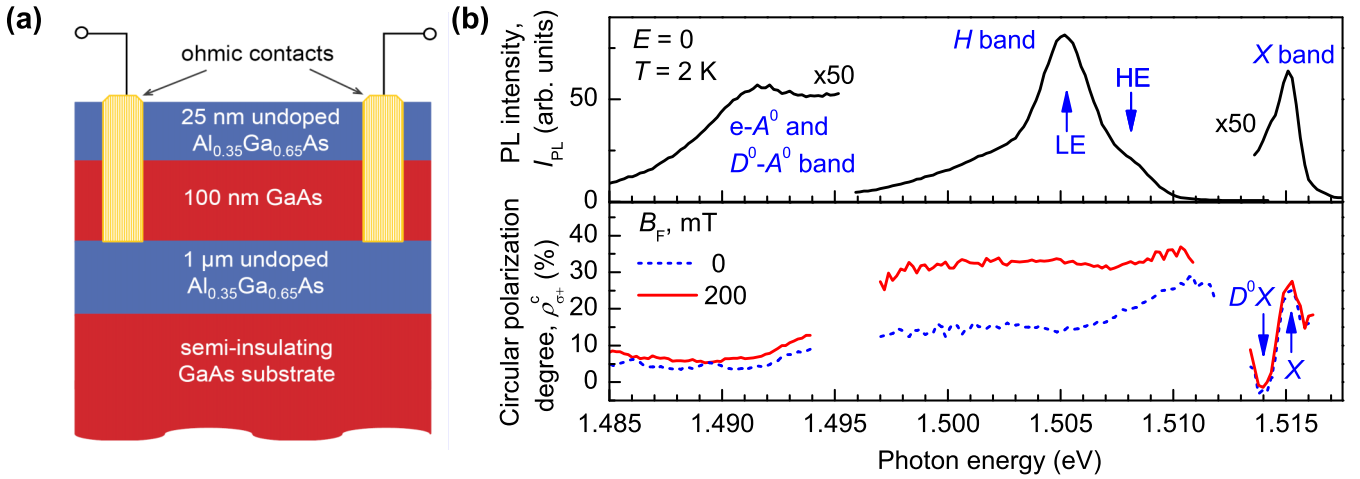 (a)
ohmic contacts
25 nm undoped
Al0.35Ga0.65As
100 nm GaAs
1 µm undoped
Al0.35Ga0.65As
semi-insulating
GaAs substrate
(b)
PL intensity,
IPL (arb. units)
50
0
E = 0
T = 2 K
x50
e-A⁰ and
D⁰-A⁰ band
H band
LE
HE
X band
x50
Circular polarization
degree, ρᶜσ+ (%)
40
30
20
10
0
BF, mT
0
200
D⁰X
X
1.485
1.490
1.495
1.500
1.505
1.510
1.515
Photon energy (eV)